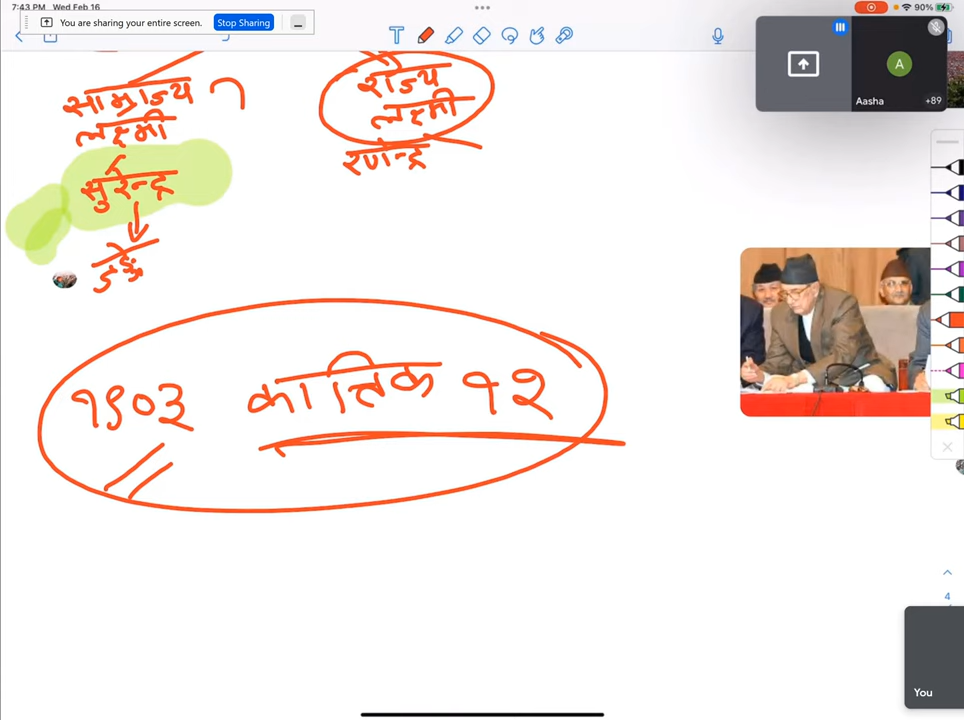 7:43 PM Wed Feb 16
90%
You are sharing your entire screen.
Stop Sharing
T
Aasha
+89
साम्राज्य
लक्ष्मी
सुरेन्द्र
राज्य
लक्ष्मी
रणेन्द्र
१९०३ कात्तिक १२
4
You